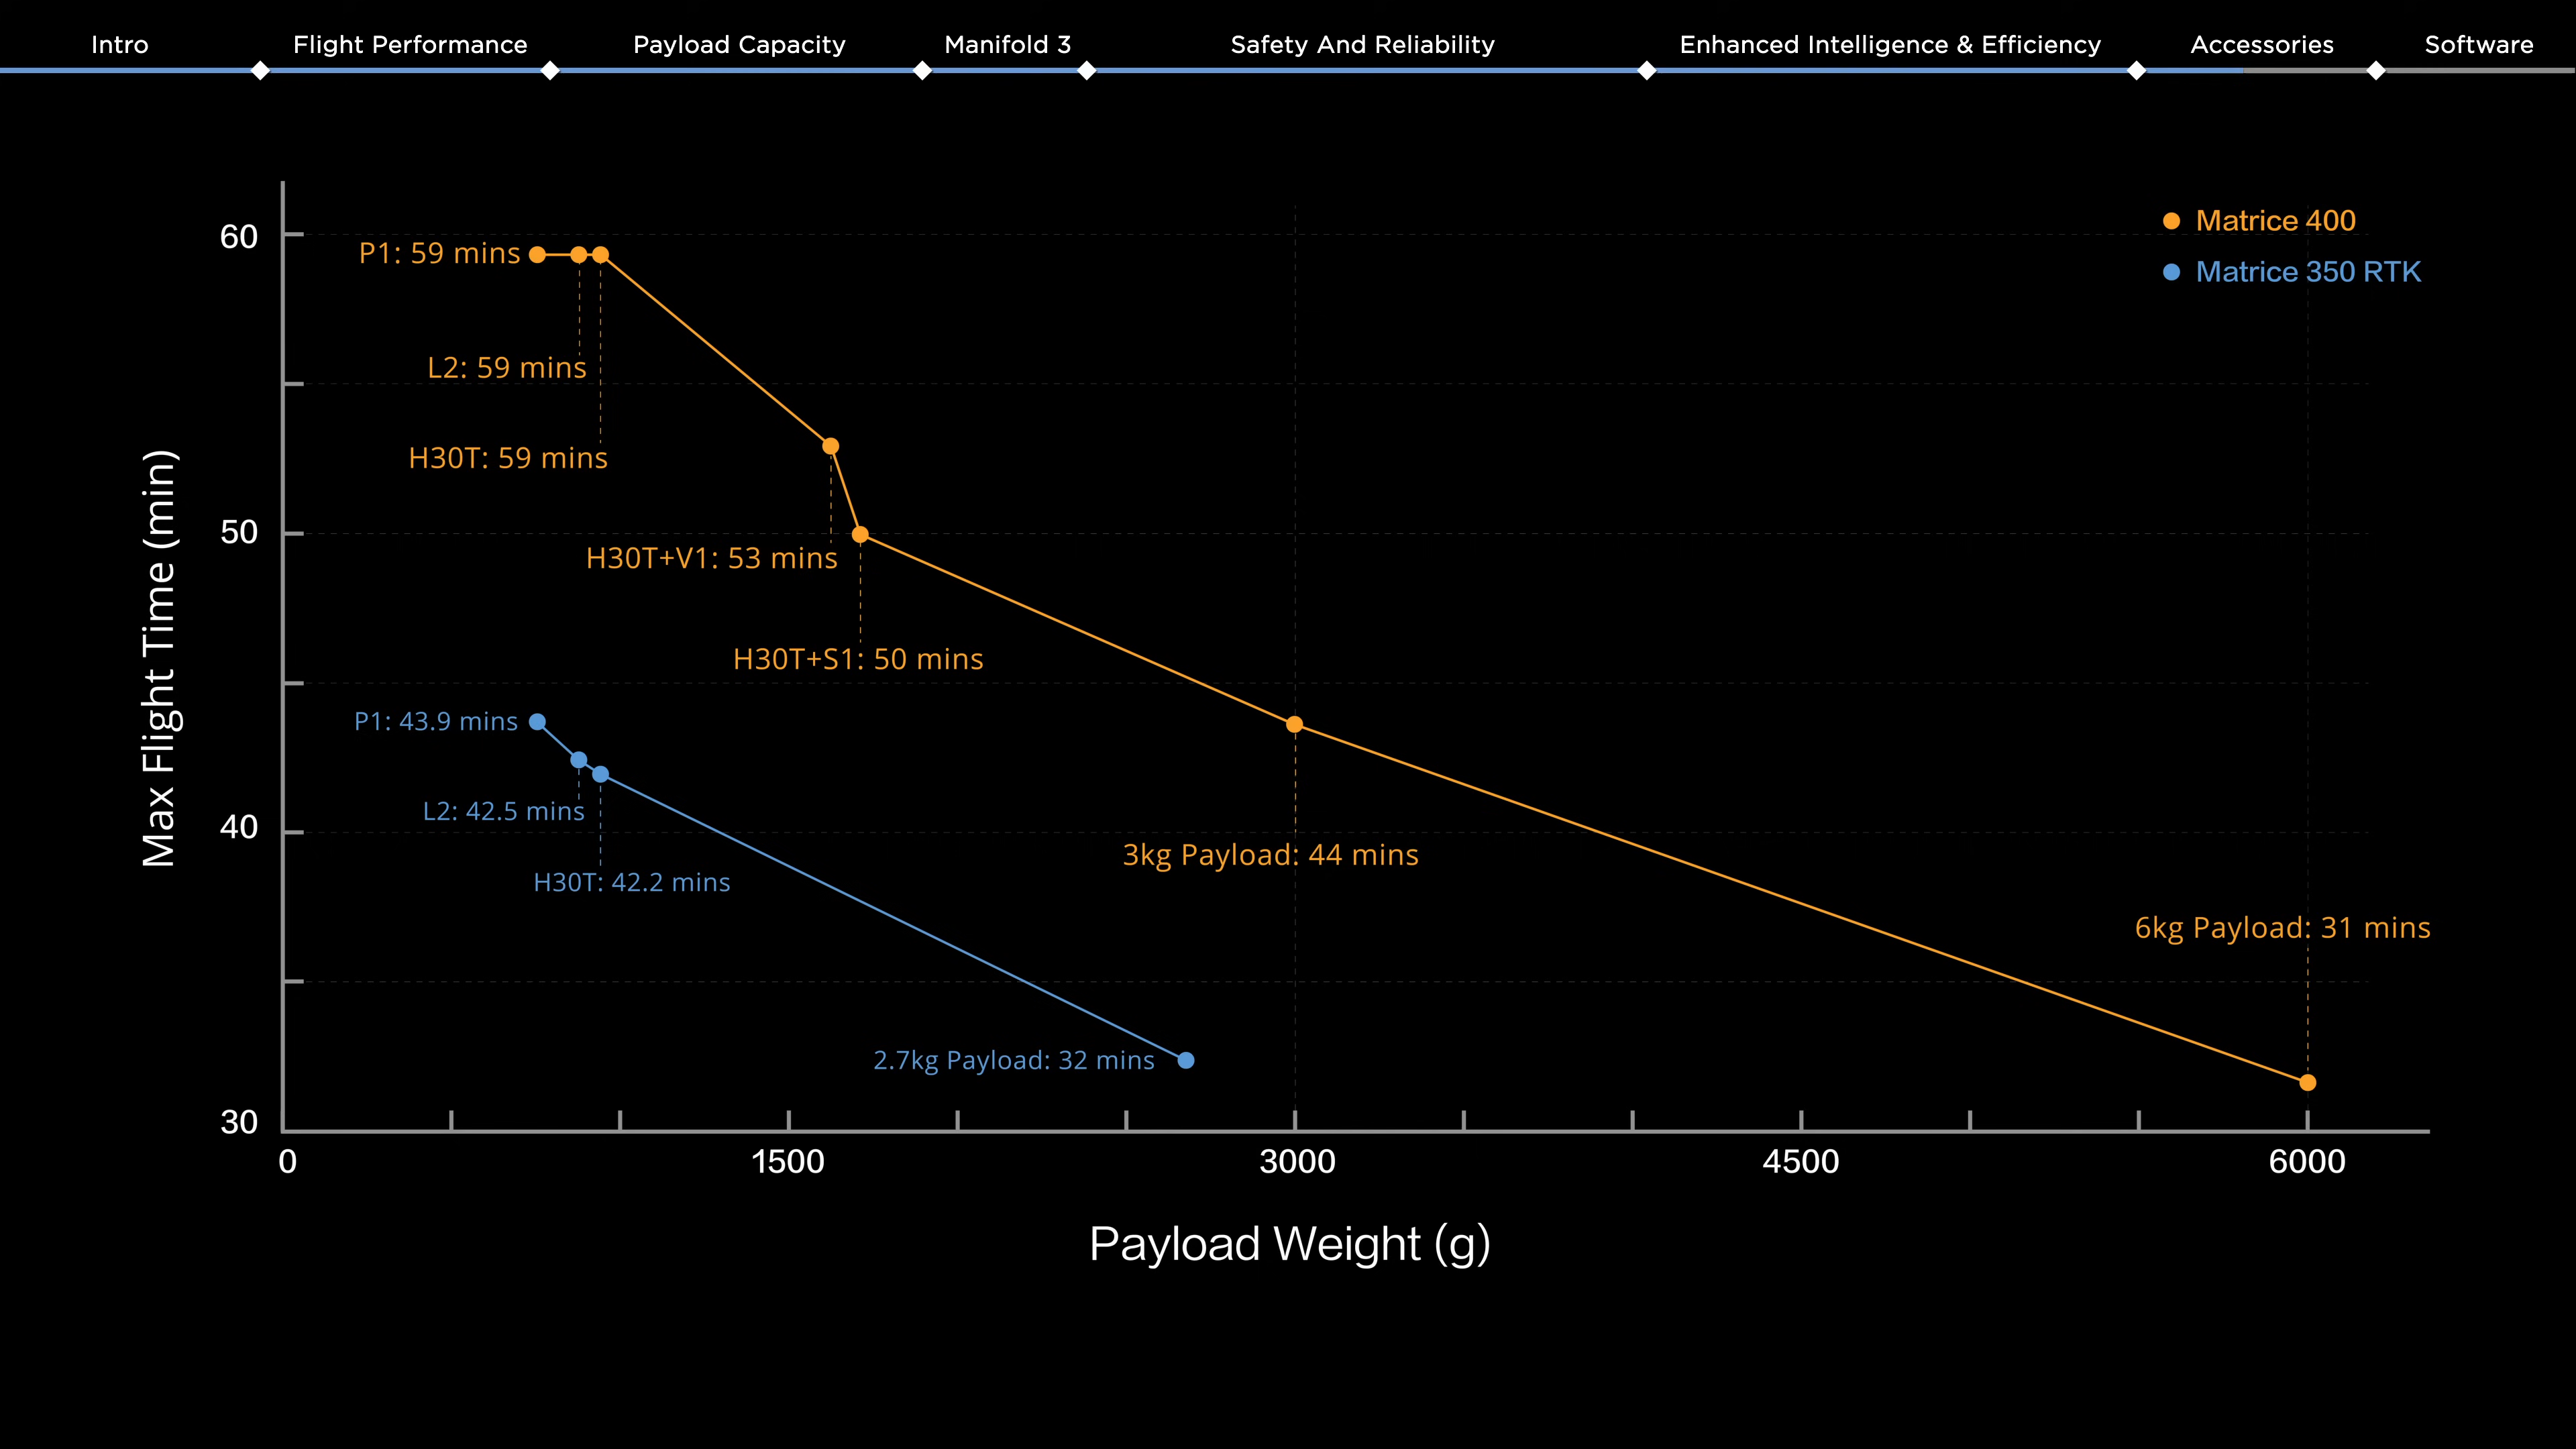 Intro
Flight Performance
Payload Capacity
Manifold 3
Safety And Reliability
Enhanced Intelligence & Efficiency
Accessories
Software
Matrice 400
Matrice 350 RTK
Max Flight Time (min)
60
50
40
30
P1: 59 mins
L2: 59 mins
H30T: 59 mins
H30T+V1: 53 mins
H30T+S1: 50 mins
3kg Payload: 44 mins
6kg Payload: 31 mins
P1: 43.9 mins
L2: 42.5 mins
H30T: 42.2 mins
2.7kg Payload: 32 mins
0
1500
3000
4500
6000
Payload Weight (g)